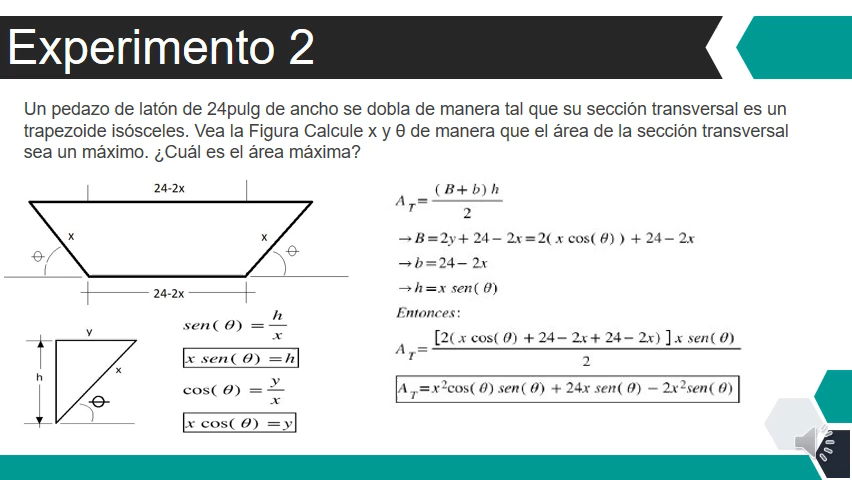 Experimento 2
Un pedazo de latón de 24pulg de ancho se dobla de manera tal que su sección transversal es un
trapezoide isósceles. Vea la Figura Calcule x y θ de manera que el área de la sección transversal
sea un máximo. ¿Cuál es el área máxima?
24-2x
x
x
θ
θ
24-2x
y
h
x
θ
sen( θ) = h/x
x sen( θ) =h
cos( θ) = y/x
x cos( θ) =y
A_T= (B+b) h / 2
→B=2y+ 24− 2x=2( x cos( θ) ) + 24− 2x
→b=24− 2x
→h=x sen( θ)
Entonces:
A_T= [2( x cos( θ) + 24− 2x+ 24− 2x) ] x sen( θ) / 2
A_T=x²cos( θ) sen( θ) + 24x sen( θ) − 2x²sen( θ)